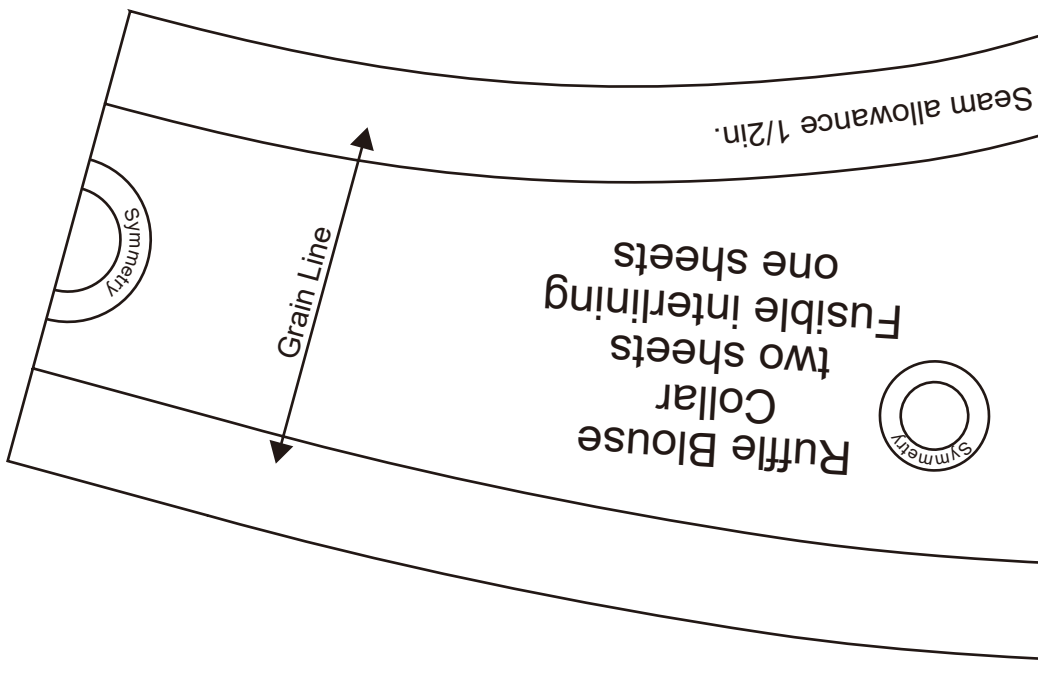 Ruffle Blouse
Collar
two sheets
Fusible interlining
one sheets
Seam allowance 1/2in.
Grain Line
Symmetry
Symmetry